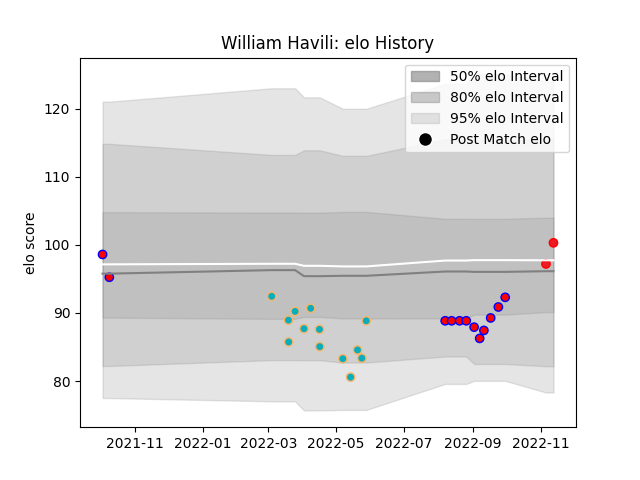 William Havili: elo History
50% elo Interval
80% elo Interval
95% elo Interval
Post Match elo
elo score
120
110
100
90
80
2021-11
2022-01
2022-03
2022-05
2022-07
2022-09
2022-11